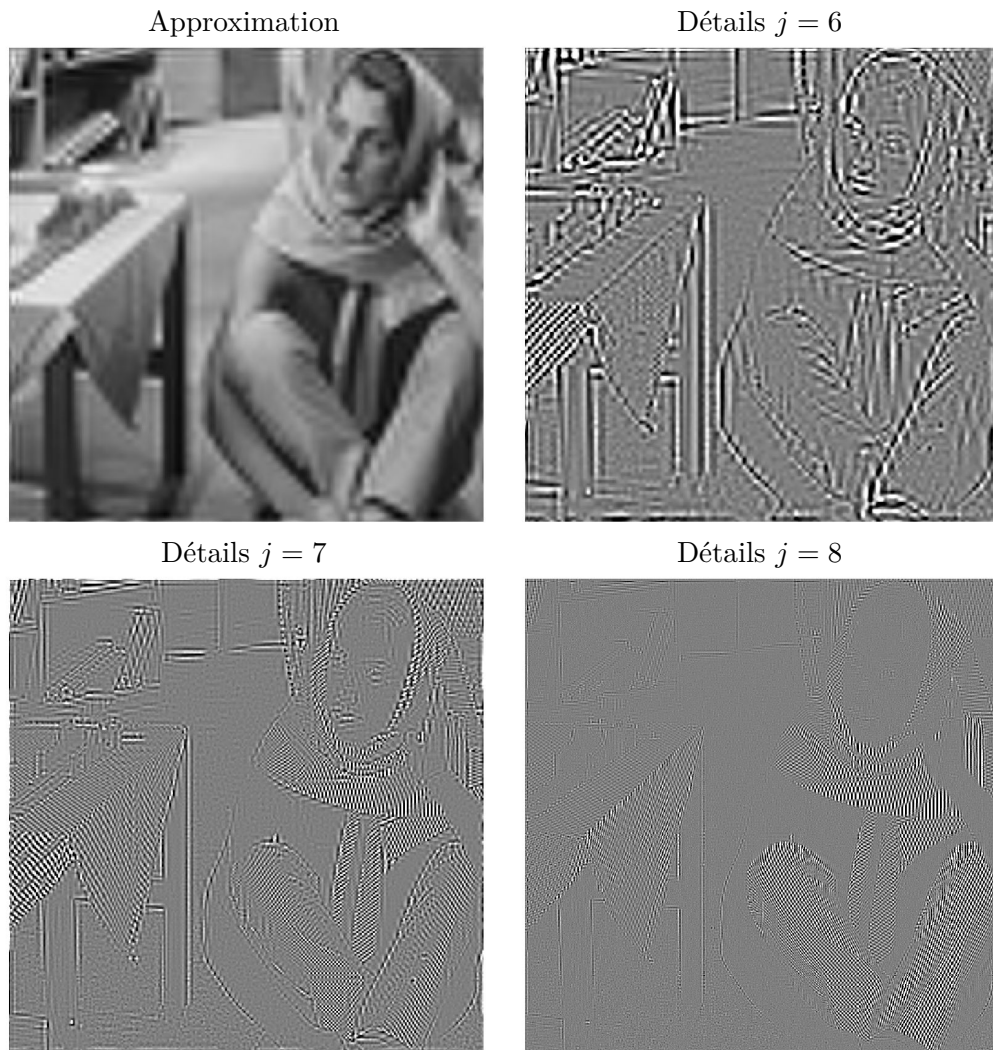 Approximation
Détails j = 6
Détails j = 7
Détails j = 8